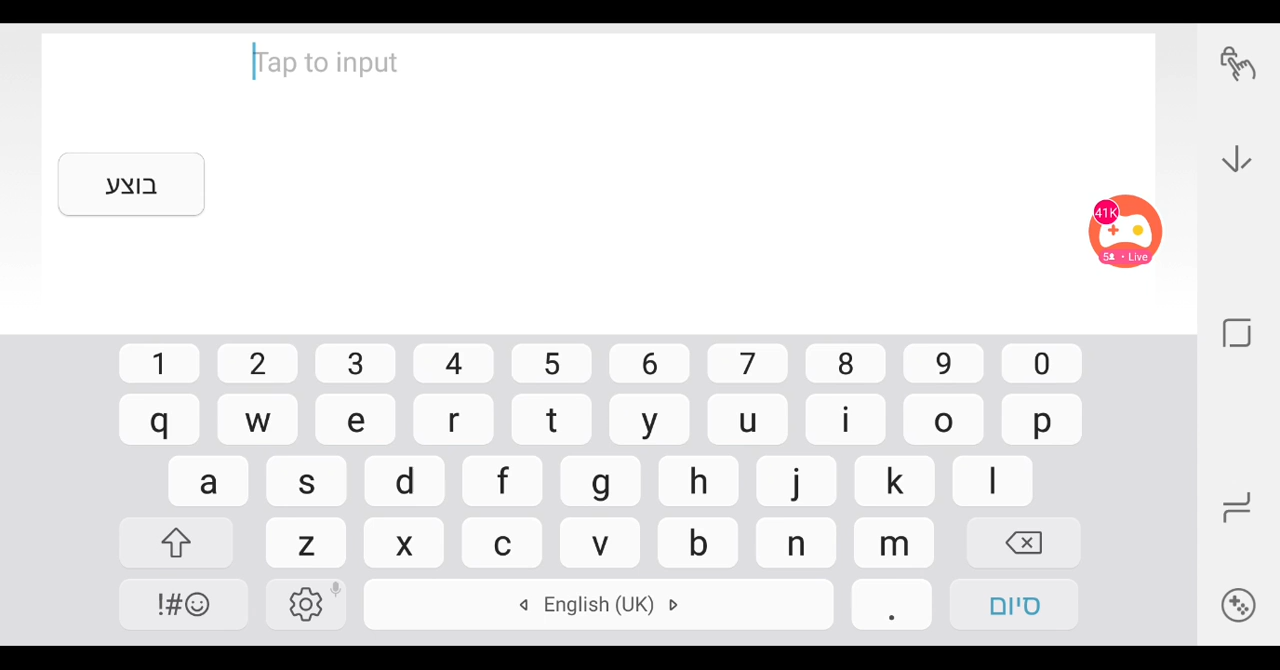 Tap to input
בוצע
41K
5 • Live
1 2 3 4 5 6 7 8 9 0
q w e r t y u i o p
a s d f g h j k l
z x c v b n m
!#☺ English (UK) . סיום